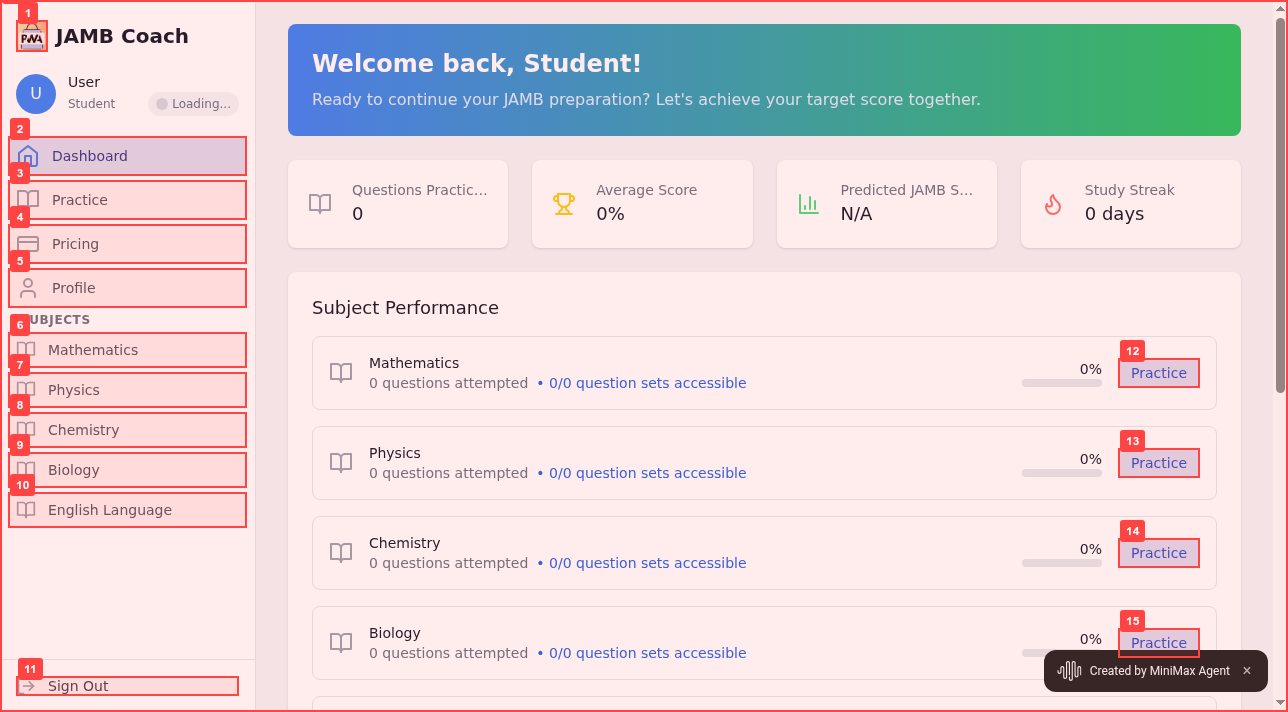 1
PWA
JAMB Coach
U
User
Student
Loading...
2
Dashboard
3
Practice
4
Pricing
5
Profile
UBJECTS
6
Mathematics
7
Physics
8
Chemistry
9
Biology
10
English Language
11
Sign Out
Welcome back, Student!
Ready to continue your JAMB preparation? Let's achieve your target score together.
Questions Practic...
0
Average Score
0%
Predicted JAMB S...
N/A
Study Streak
0 days
Subject Performance
Mathematics
0 questions attempted • 0/0 question sets accessible
0%
12
Practice
Physics
0 questions attempted • 0/0 question sets accessible
0%
13
Practice
Chemistry
0 questions attempted • 0/0 question sets accessible
0%
14
Practice
Biology
0 questions attempted • 0/0 question sets accessible
0%
15
Practice
Created by MiniMax Agent ×